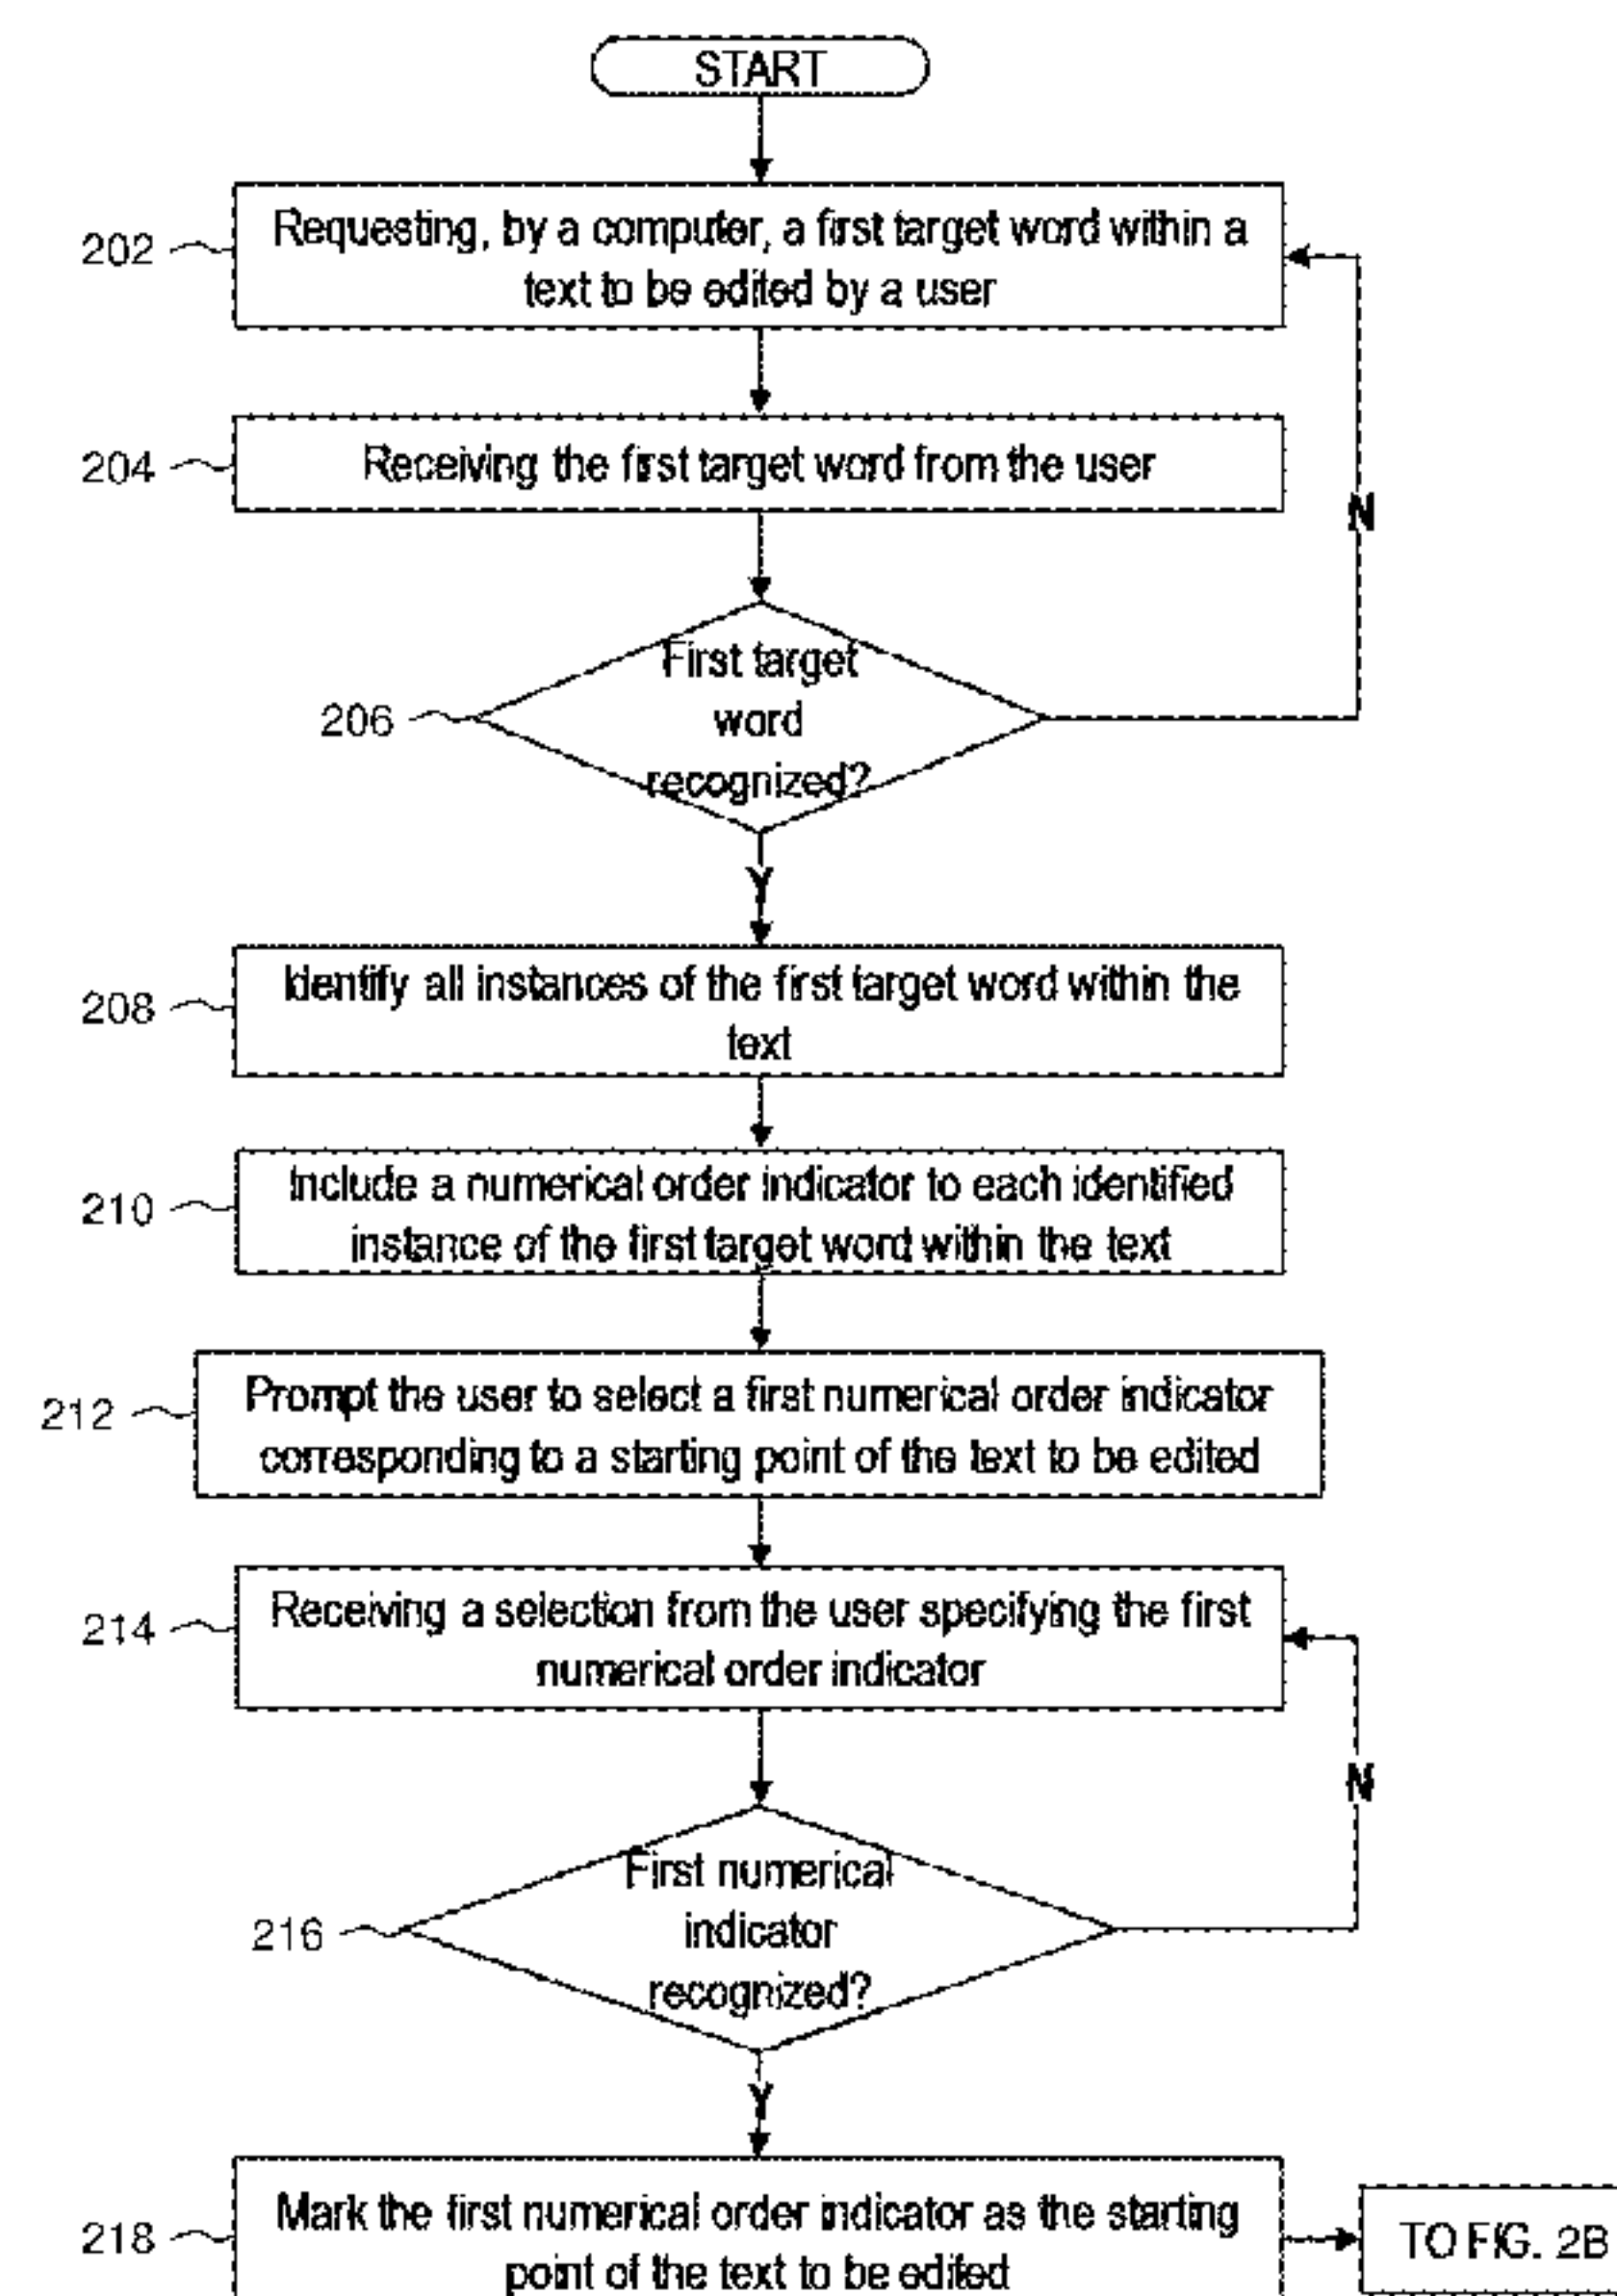 START
202
Requesting, by a computer, a first target word within a
text to be edited by a user
204
Receiving the first target word from the user
N
206
First target
word
recognized?
Y
208
Identify all instances of the first target word within the
text
210
Include a numerical order indicator to each identified
instance of the first target word within the text
212
Prompt the user to select a first numerical order indicator
corresponding to a starting point of the text to be edited
214
Receiving a selection from the user specifying the first
numerical order indicator
N
216
First numerical
indicator
recognized?
Y
218
Mark the first numerical order indicator as the starting
point of the text to be edited
TO FIG. 2B